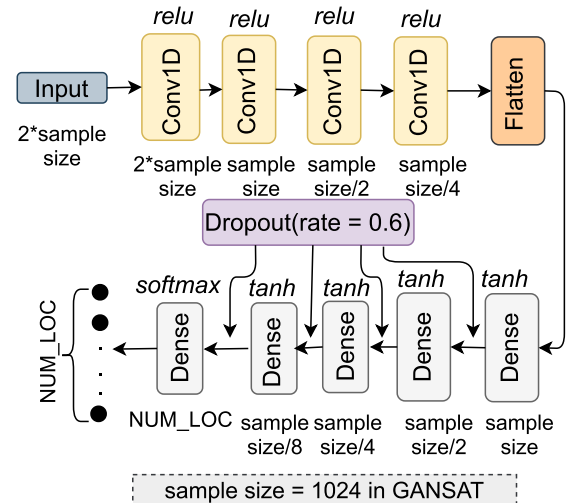 relu
relu
relu
relu
Input
Conv1D
Conv1D
Conv1D
Conv1D
Flatten
2*sample
size
2*sample
size
sample
size
sample
size/2
sample
size/4
Dropout(rate = 0.6)
softmax
tanh
tanh
tanh
tanh
NUM_LOC
Dense
Dense
Dense
Dense
Dense
NUM_LOC
sample
size/8
sample
size/4
sample
size/2
sample
size
sample size = 1024 in GANSAT